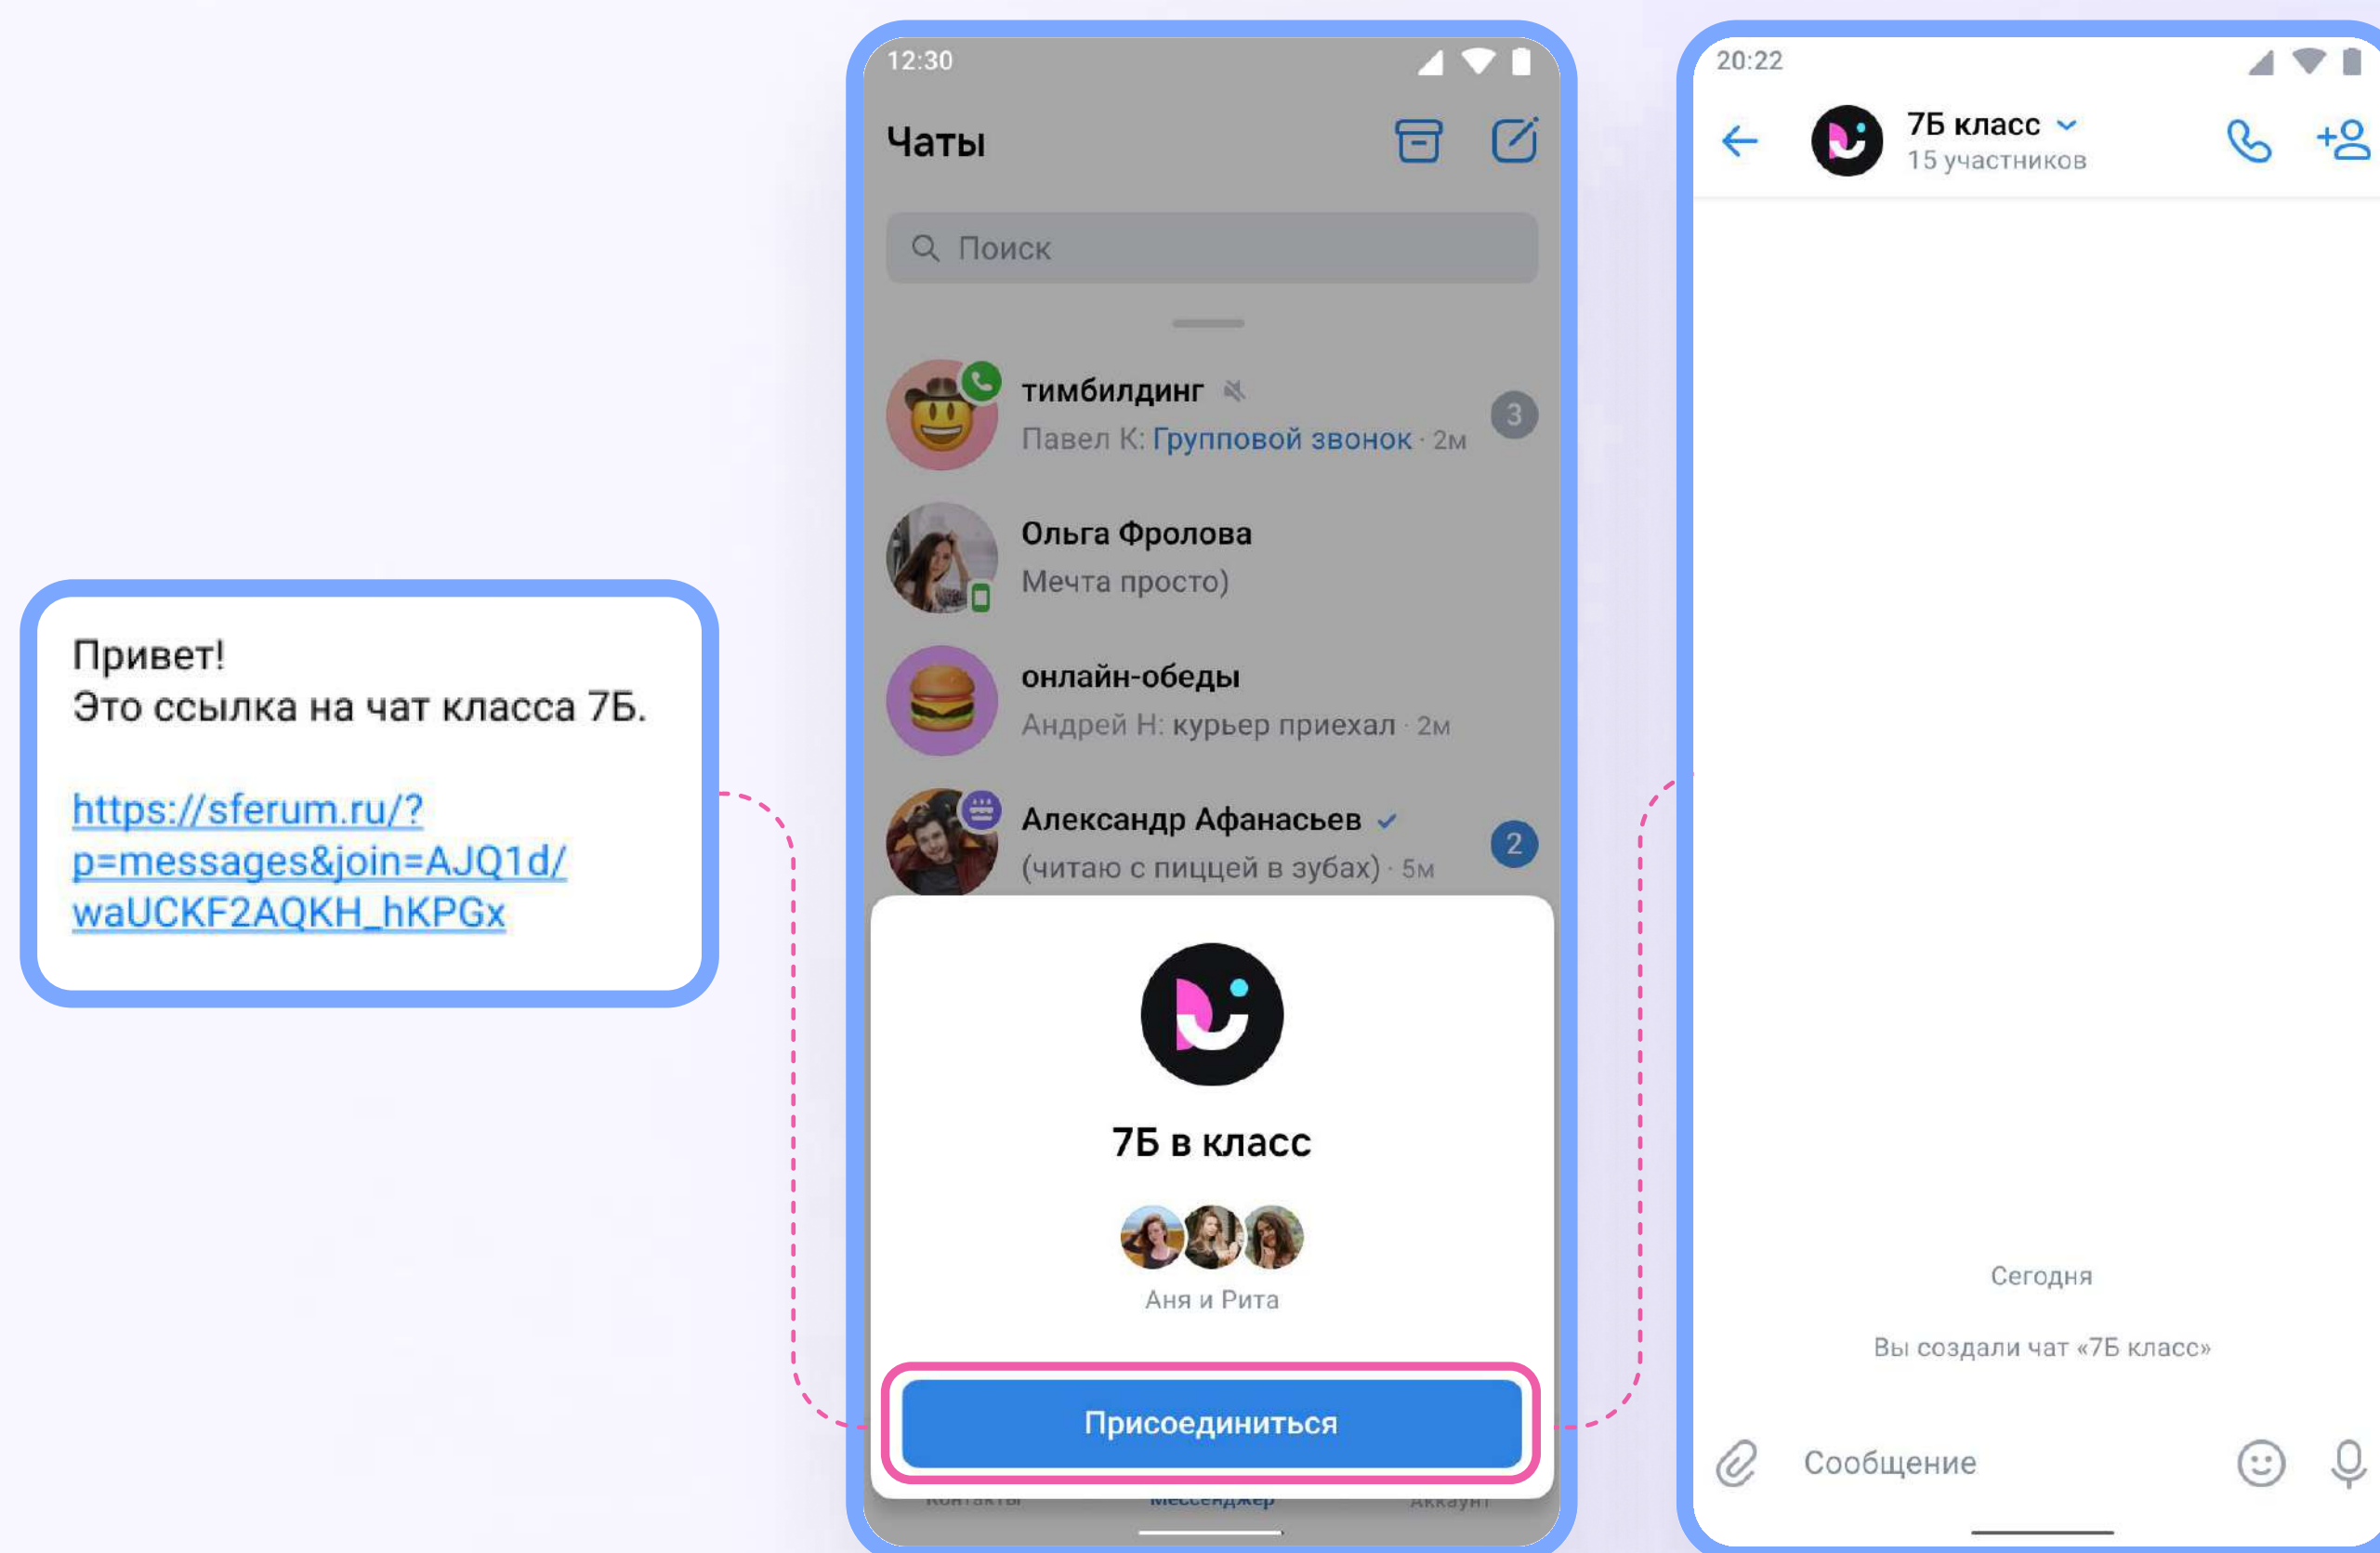 Привет!
Это ссылка на чат класса 7Б.
https://sferum.ru/?
p=messages&join=AJQ1d/
waUCKF2AQKH_hKPGx
12:30
Чаты
Поиск
тимбилдинг
Павел К: Групповой звонок · 2м
3
Ольга Фролова
Мечта просто)
онлайн-обеды
Андрей Н: курьер приехал · 2м
Александр Афанасьев
(читаю с пиццей в зубах) · 5м
2
7Б в класс
Аня и Рита
Присоединиться
Контакты
Мессенджер
Аккаунт
20:22
7Б класс
15 участников
Сегодня
Вы создали чат «7Б класс»
Сообщение